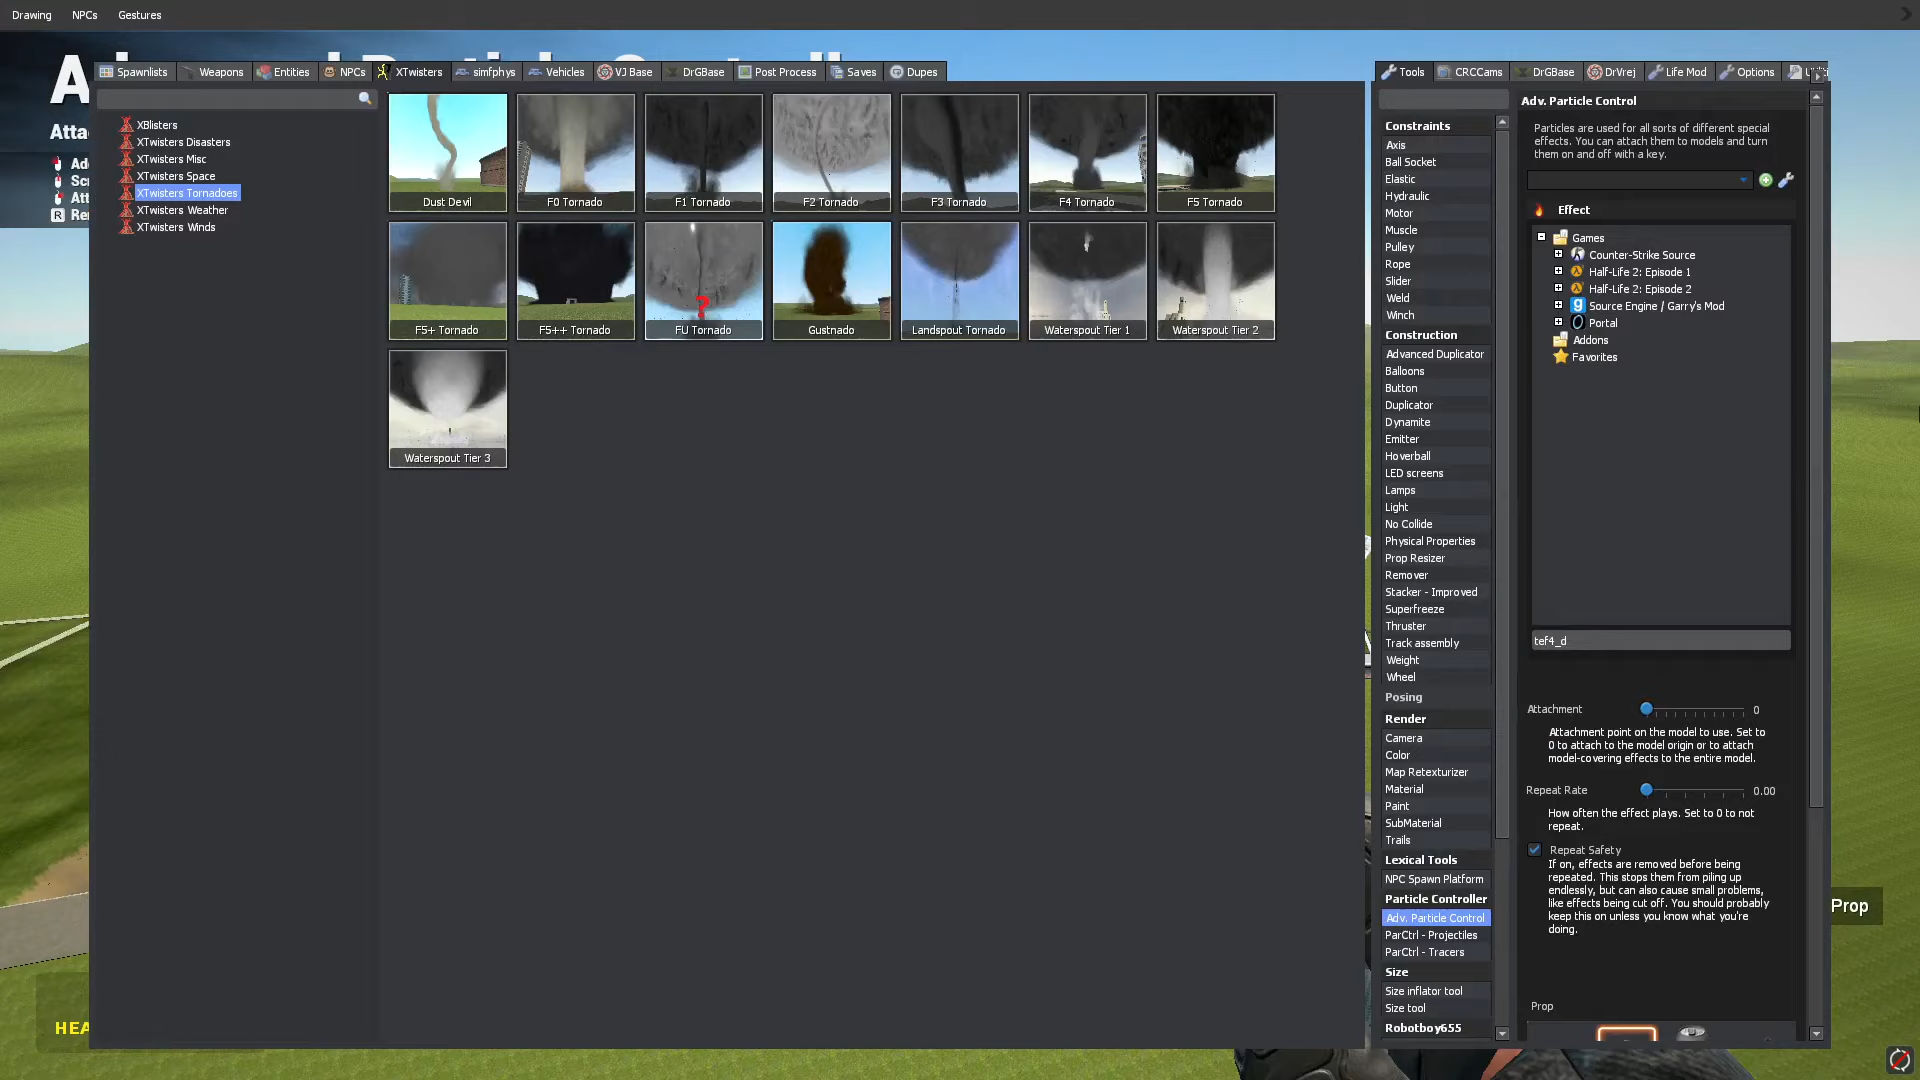 Drawing NPCs Gestures
Spawnlists Weapons Entities NPCs XTwisters simfphys Vehicles VJ Base DrGBase Post Process Saves Dupes
Tools CRCCams DrGBase DrVrej Life Mod Options
XBlisters
XTwisters Disasters
XTwisters Misc
XTwisters Space
XTwisters Tornadoes
XTwisters Weather
XTwisters Winds
Dust Devil F0 Tornado F1 Tornado F2 Tornado F3 Tornado F4 Tornado F5 Tornado
F5+ Tornado F5++ Tornado FU Tornado Gustnado Landspout Tornado Waterspout Tier 1 Waterspout Tier 2
Waterspout Tier 3
Constraints
Axis
Ball Socket
Elastic
Hydraulic
Motor
Muscle
Pulley
Rope
Slider
Weld
Winch
Construction
Advanced Duplicator
Balloons
Button
Duplicator
Dynamite
Emitter
Hoverball
LED screens
Lamps
Light
No Collide
Physical Properties
Prop Resizer
Remover
Stacker - Improved
Superfreeze
Thruster
Track assembly
Weight
Wheel
Posing
Render
Camera
Color
Map Retexturizer
Material
Paint
SubMaterial
Trails
Lexical Tools
NPC Spawn Platform
Particle Controller
Adv. Particle Control
ParCtrl - Projectiles
ParCtrl - Tracers
Size
Size inflator tool
Size tool
Robotboy655
Adv. Particle Control
Particles are used for all sorts of different special
effects. You can attach them to models and turn
them on and off with a key.
Effect
Games
Counter-Strike Source
Half-Life 2: Episode 1
Half-Life 2: Episode 2
Source Engine / Garry's Mod
Portal
Addons
Favorites
tef4_d
Attachment 0
Attachment point on the model to use. Set to
0 to attach to the model origin or to attach
model-covering effects to the entire model.
Repeat Rate 0.00
How often the effect plays. Set to 0 to not
repeat.
Repeat Safety
If on, effects are removed before being
repeated. This stops them from piling up
endlessly, but can also cause small problems,
like effects being cut off. You should probably
keep this on unless you know what you're
doing.
Prop
Prop
R
HEA